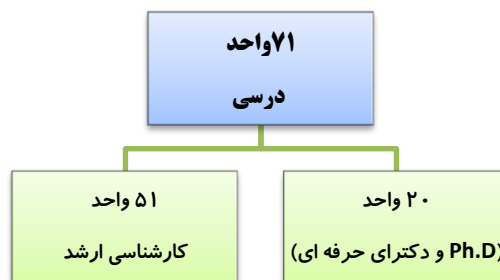 ۷۱واحد
درسی
۲۰ واحد
(Ph.D و دکترای حرفه ای)
۵۱ واحد
کارشناسی ارشد